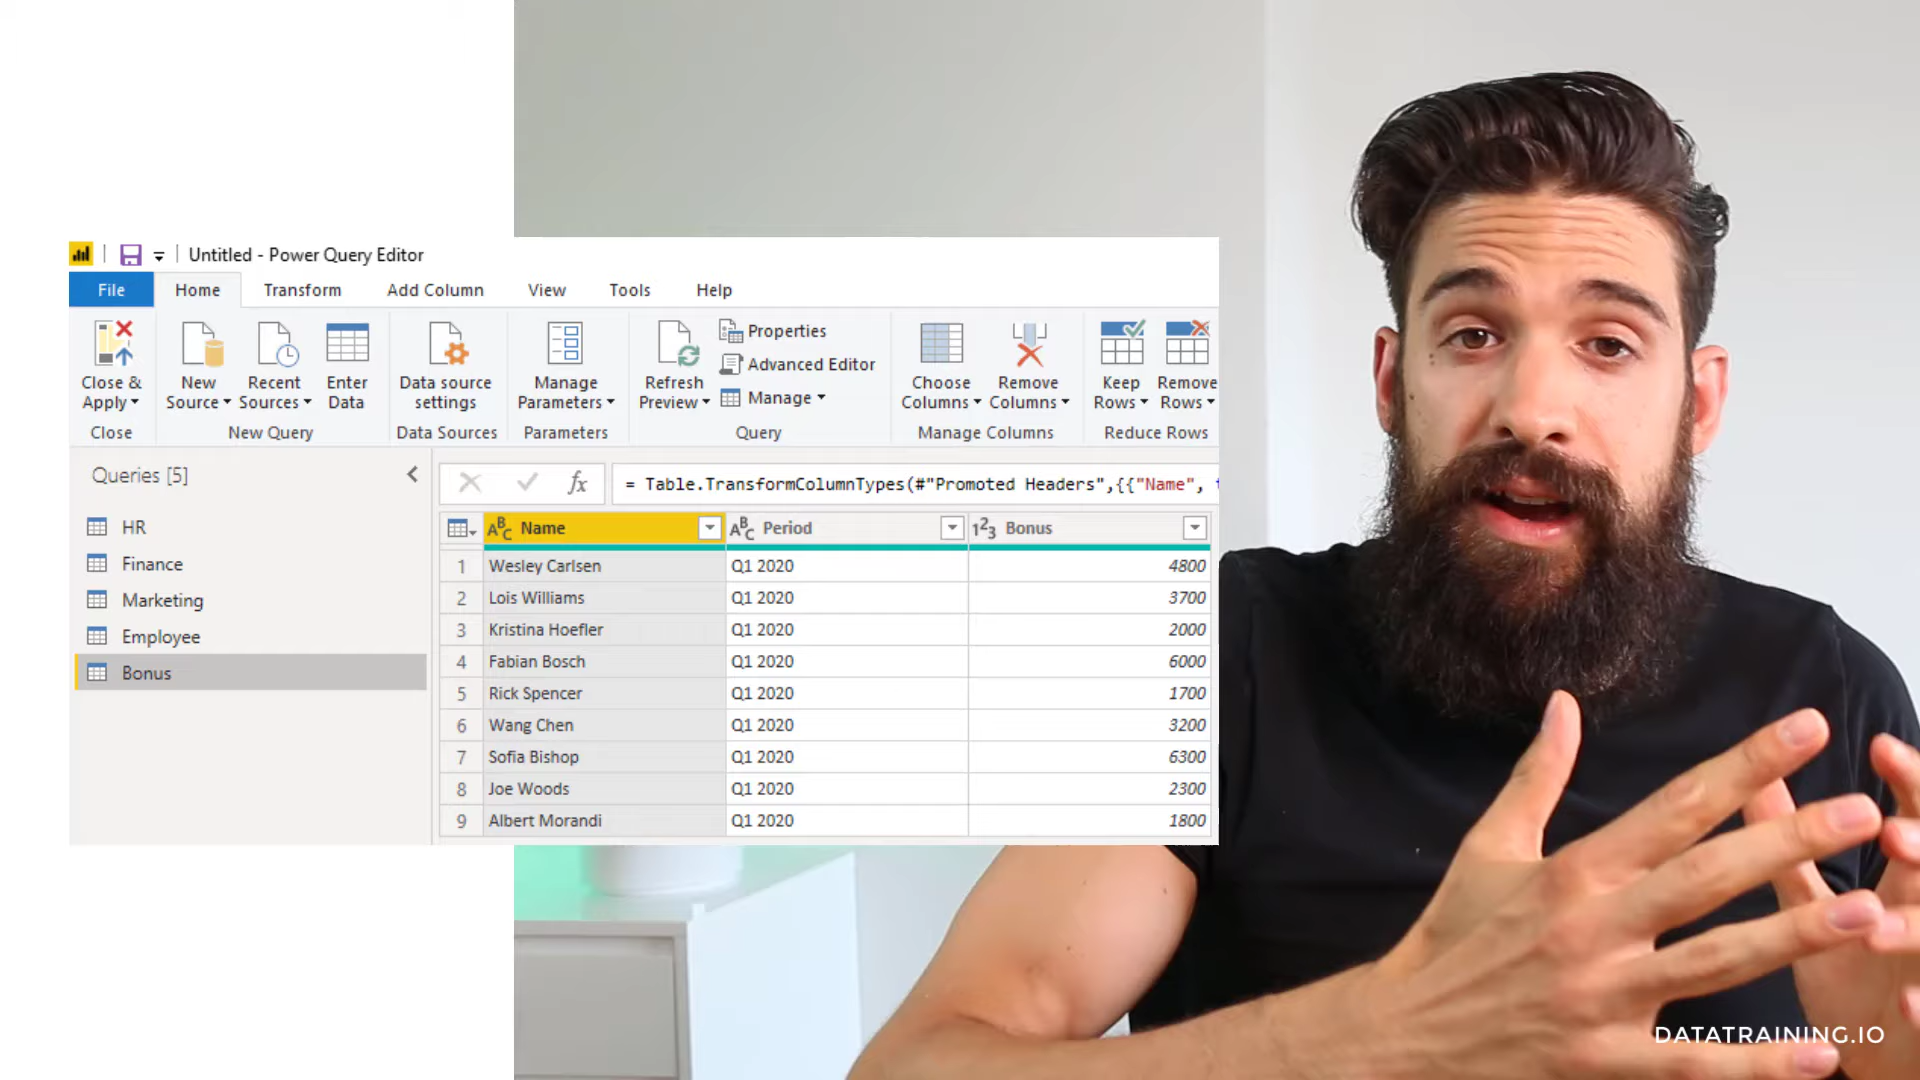 Untitled - Power Query Editor
File Home Transform Add Column View Tools Help
Close & Apply
New Source
Recent Sources
Enter Data
Data source settings
Manage Parameters
Refresh Preview
Properties
Advanced Editor
Manage
Choose Columns
Remove Columns
Keep Rows
Remove Rows
Close New Query Data Sources Parameters Query Manage Columns Reduce Rows
Queries [5]
HR
Finance
Marketing
Employee
Bonus
fx = Table.TransformColumnTypes(#"Promoted Headers",{{"Name",
ABC Name ABC Period 123 Bonus
1 Wesley Carlsen Q1 2020 4800
2 Lois Williams Q1 2020 3700
3 Kristina Hoefler Q1 2020 2000
4 Fabian Bosch Q1 2020 6000
5 Rick Spencer Q1 2020 1700
6 Wang Chen Q1 2020 3200
7 Sofia Bishop Q1 2020 6300
8 Joe Woods Q1 2020 2300
9 Albert Morandi Q1 2020 1800
DATATRAINING.IO